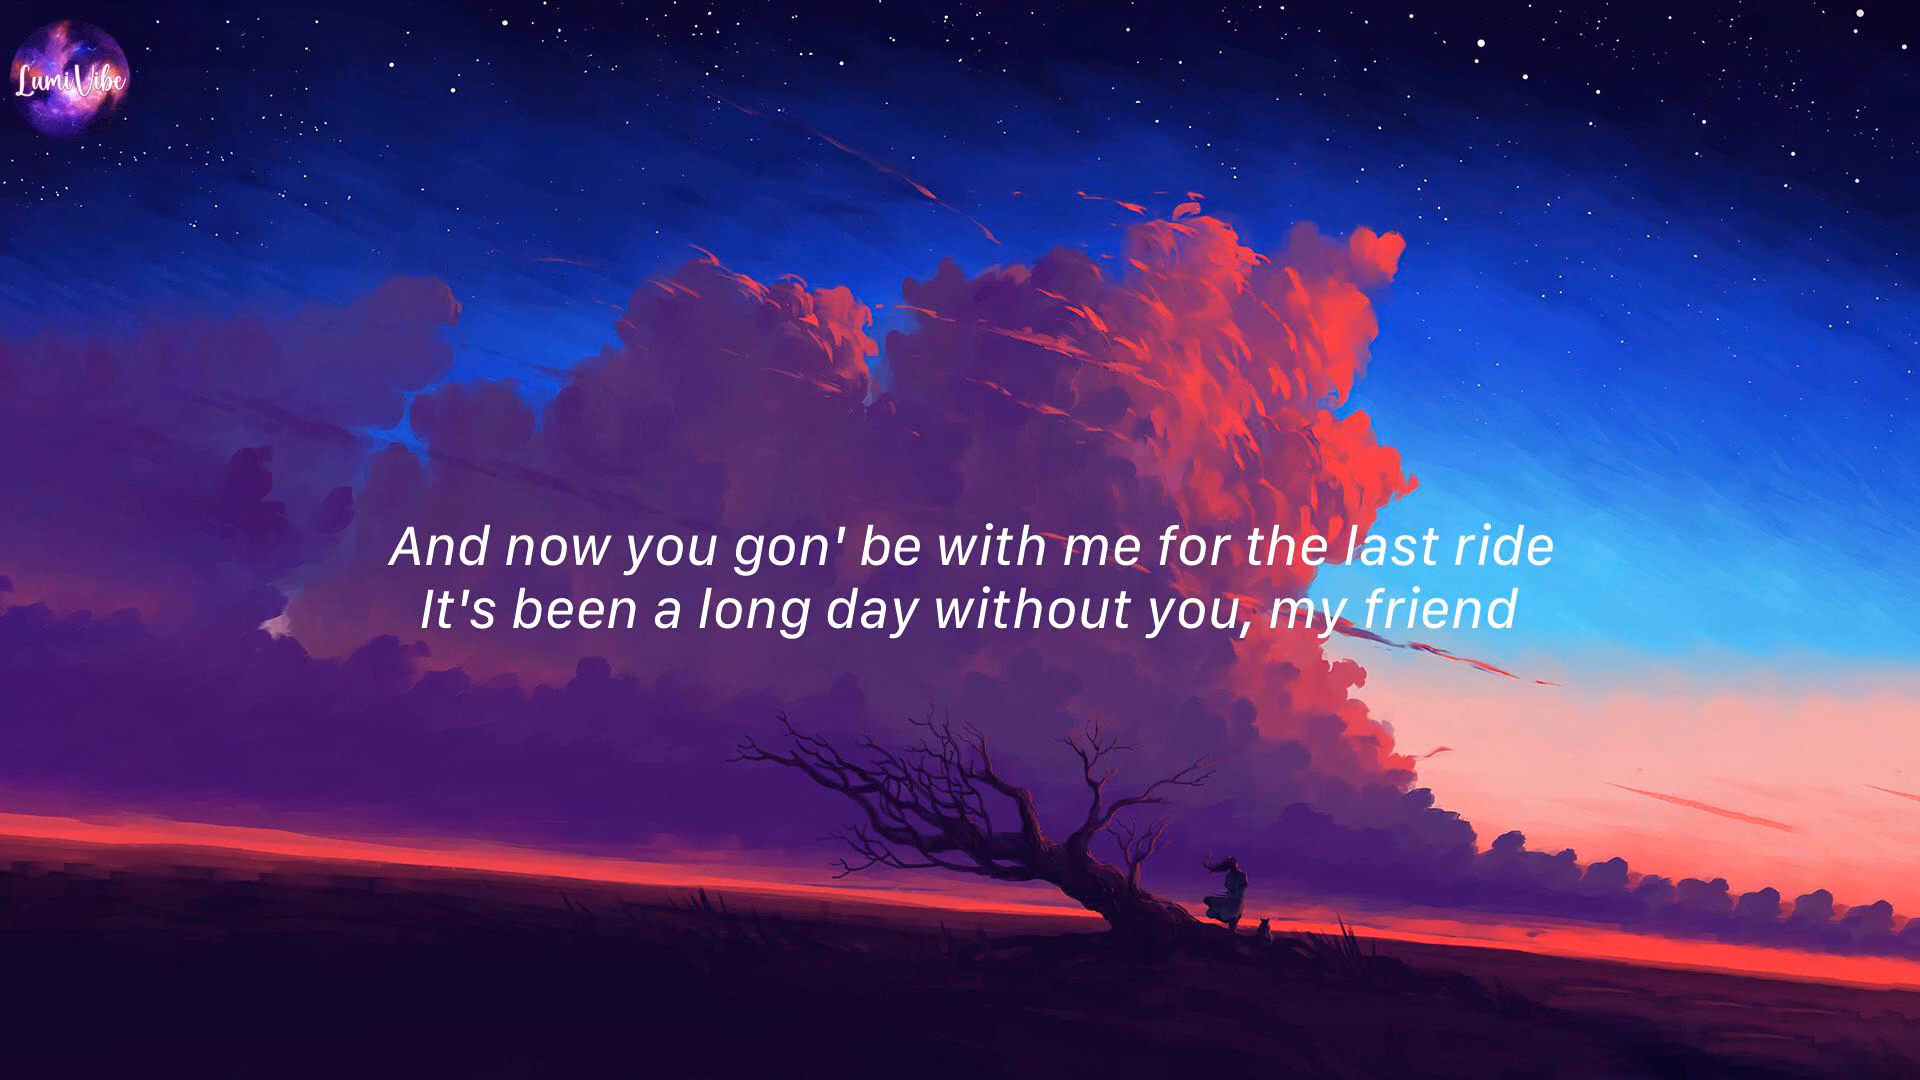 LumiVibe
And now you gon' be with me for the last ride
It's been a long day without you, my friend